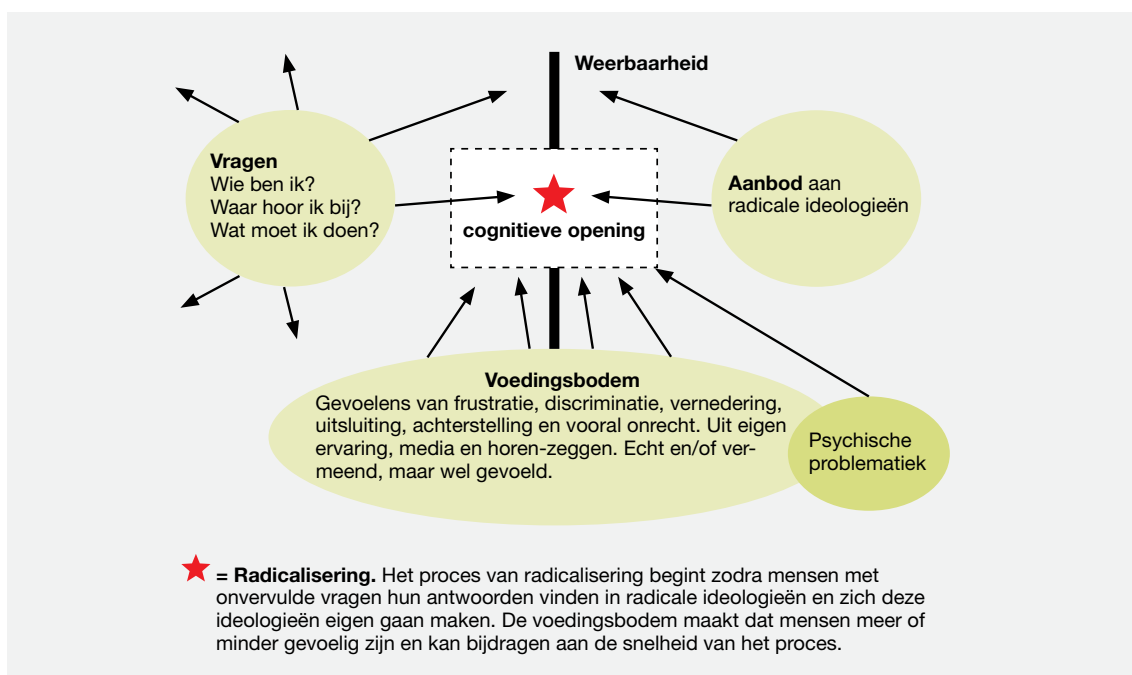 Weerbaarheid
Vragen
Wie ben ik?
Waar hoor ik bij?
Wat moet ik doen?
Aanbod aan
radicale ideologieën
cognitieve opening
Voedingsbodem
Gevoelens van frustratie, discriminatie, vernedering,
uitsluiting, achterstelling en vooral onrecht. Uit eigen
ervaring, media en horen-zeggen. Echt en/of ver-
meend, maar wel gevoeld.
Psychische
problematiek
= Radicalisering. Het proces van radicalisering begint zodra mensen met
onvervulde vragen hun antwoorden vinden in radicale ideologieën en zich deze
ideologieën eigen gaan maken. De voedingsbodem maakt dat mensen meer of
minder gevoelig zijn en kan bijdragen aan de snelheid van het proces.